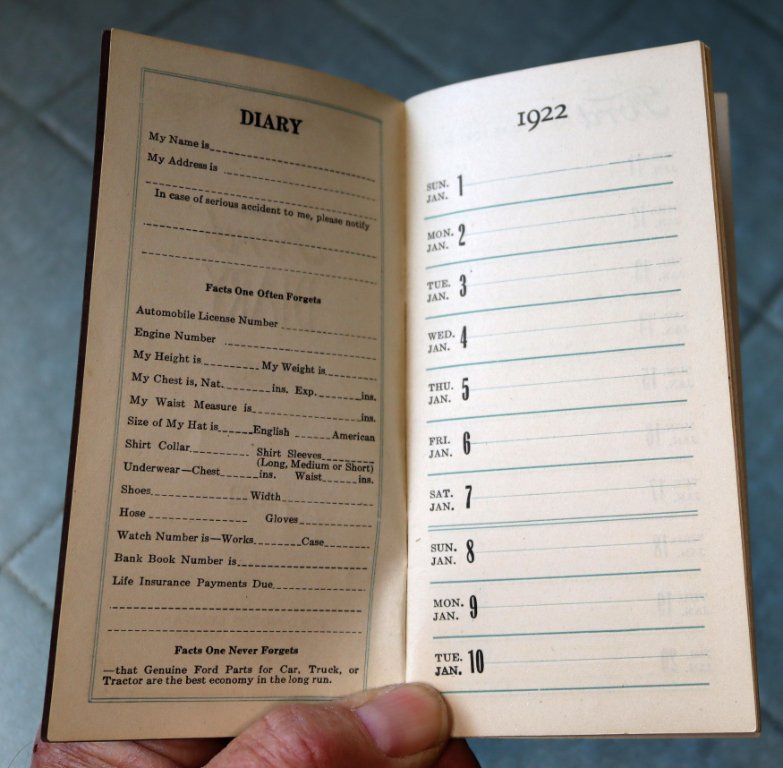 DIARY
My Name is
My Address is
In case of serious accident to me, please notify
Facts One Often Forgets
Automobile License Number
Engine Number
My Height is My Weight is
My Chest is, Nat. ins. Exp. ins.
My Waist Measure is ins.
Size of My Hat is English American
Shirt Collar Shirt Sleeves
(Long, Medium or Short)
Underwear—Chest ins. Waist ins.
Shoes Width
Hose Gloves
Watch Number is—Works Case
Bank Book Number is
Life Insurance Payments Due
Facts One Never Forgets
—that Genuine Ford Parts for Car, Truck, or
Tractor are the best economy in the long run.
1922
SUN. 1
JAN.
MON. 2
JAN.
TUE. 3
JAN.
WED. 4
JAN.
THU. 5
JAN.
FRI. 6
JAN.
SAT. 7
JAN.
SUN. 8
JAN.
MON. 9
JAN.
TUE. 10
JAN.